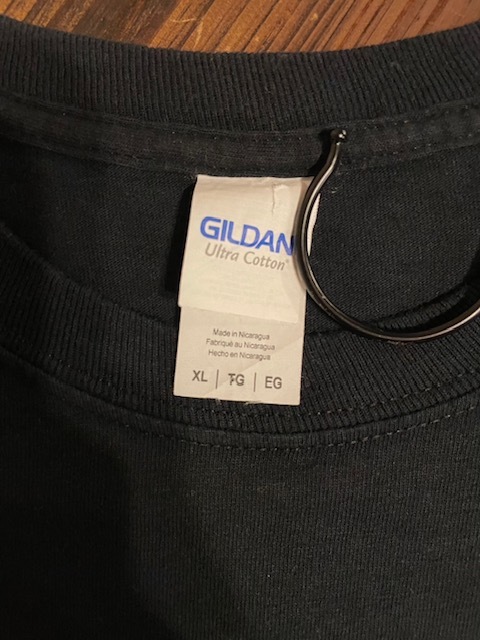 GILDAN
Ultra Cotton®
Made in Nicaragua
Fabriqué au Nicaragua
Hecho en Nicaragua
XL | TG | EG